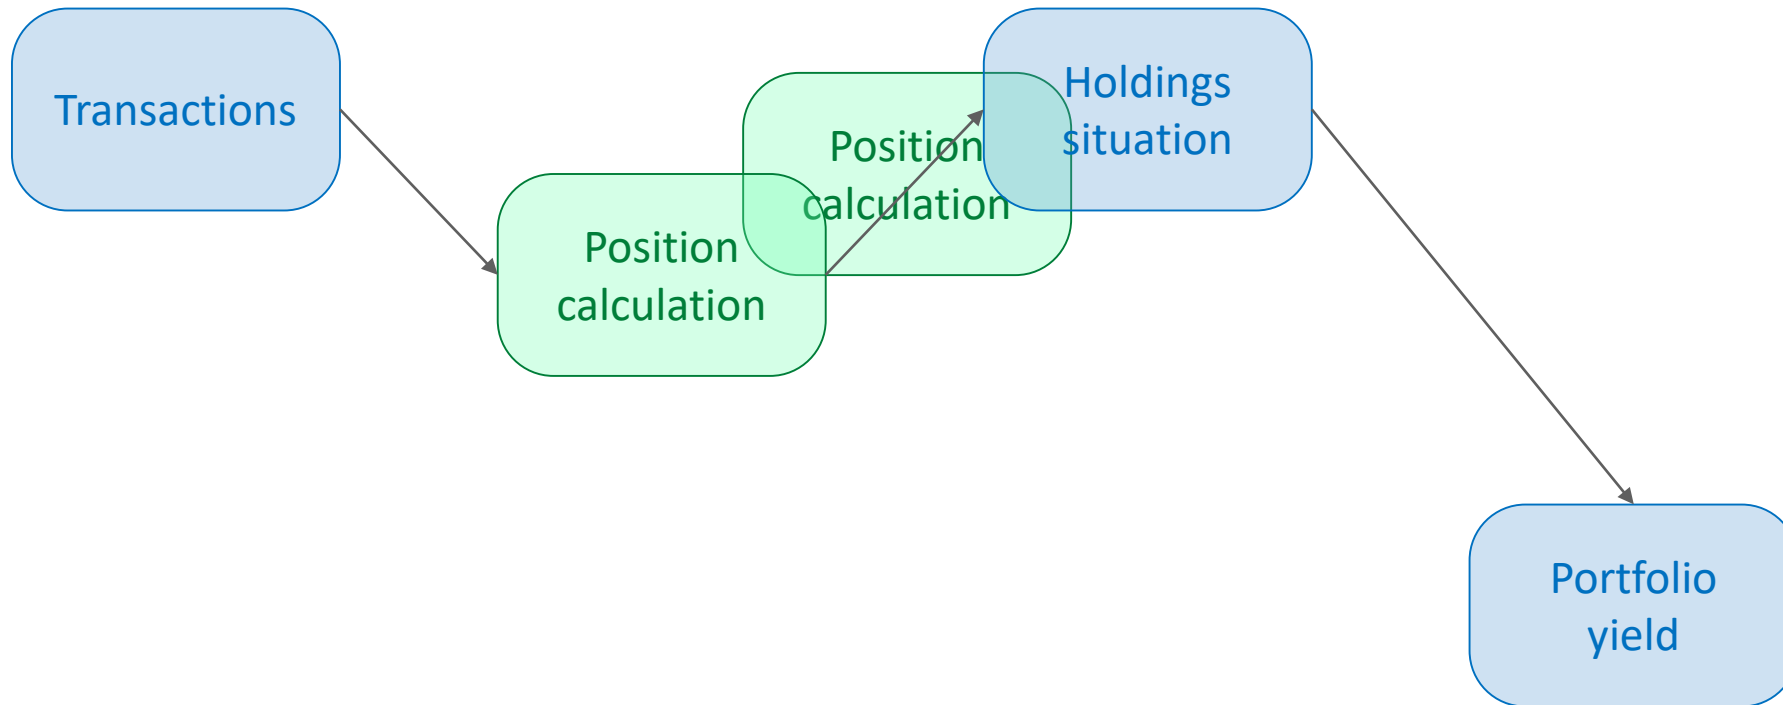 Transactions
Position
calculation
Position
calculation
Holdings
situation
Portfolio
yield